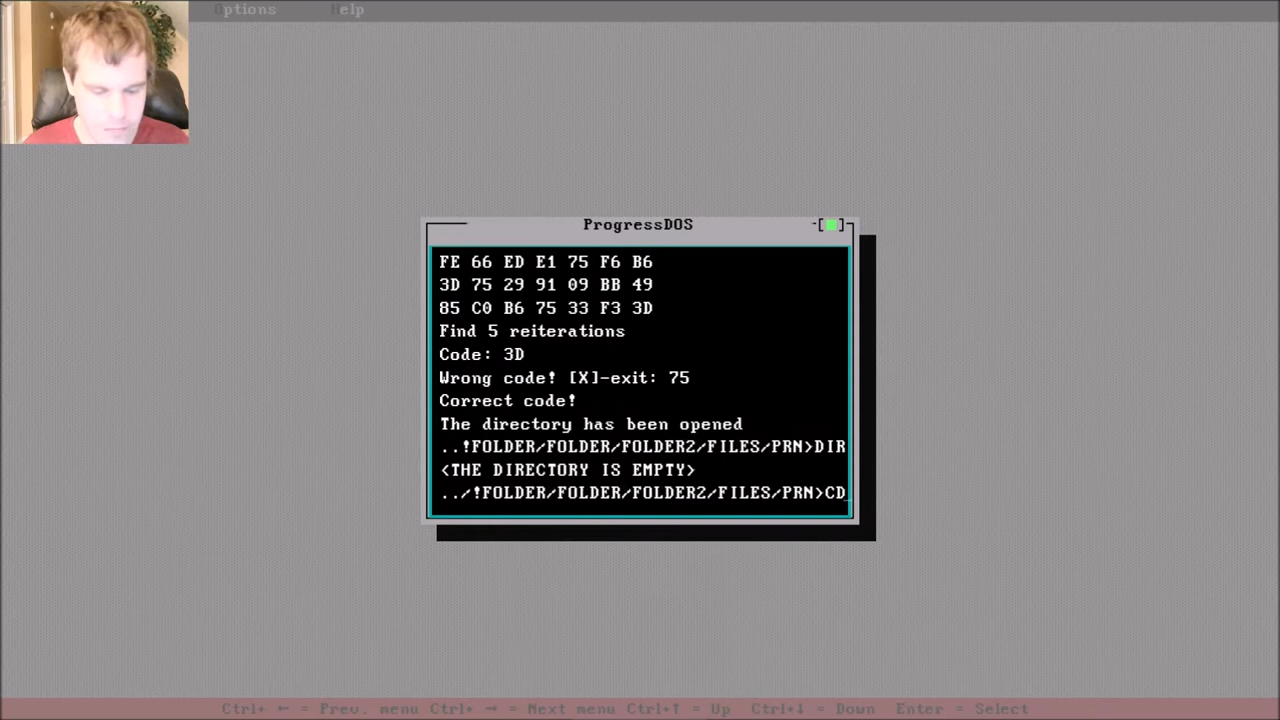 Options Help
ProgressDOS
FE 66 ED E1 75 F6 B6
3D 75 29 91 09 BB 49
85 C0 B6 75 33 F3 3D
Find 5 reiterations
Code: 3D
Wrong code! [X]-exit: 75
Correct code!
The directory has been opened
..!FOLDER/FOLDER/FOLDER2/FILES/PRN>DIR
<THE DIRECTORY IS EMPTY>
../!FOLDER/FOLDER/FOLDER2/FILES/PRN>CD_
Ctrl+ ← = Prev. menu Ctrl+ → = Next menu Ctrl+↑ = Up Ctrl+↓ = Down Enter = Select